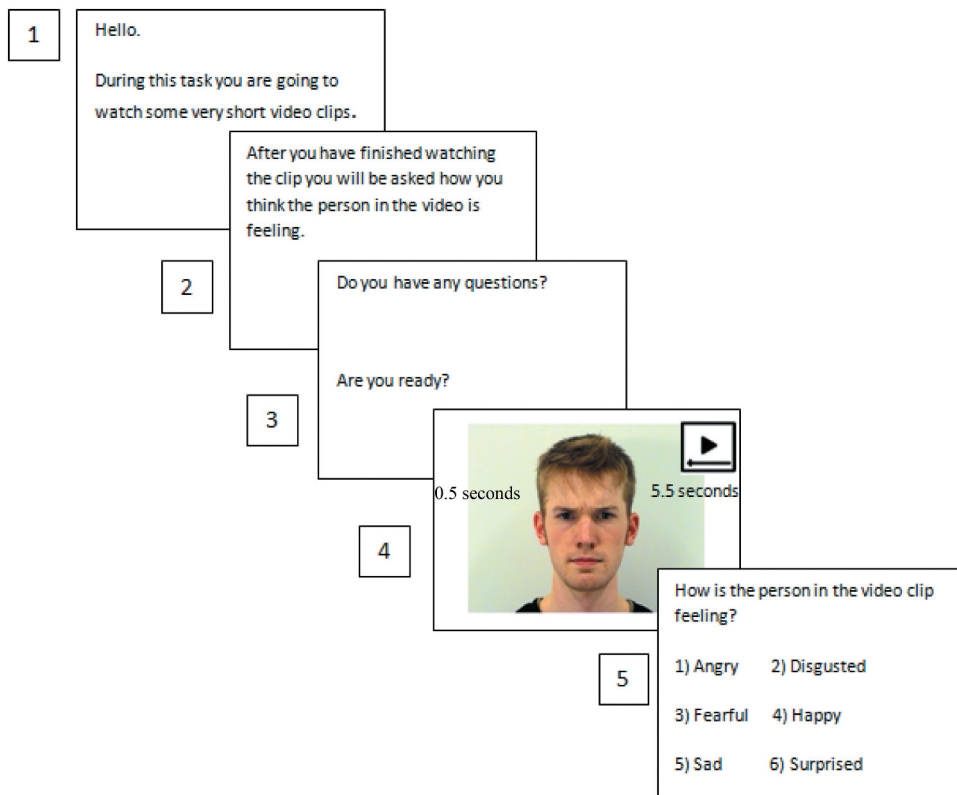 1
Hello.
During this task you are going to
watch some very short video clips.
2
After you have finished watching
the clip you will be asked how you
think the person in the video is
feeling.
3
Do you have any questions?
Are you ready?
4
0.5 seconds
5.5 seconds
5
How is the person in the video clip
feeling?
1) Angry 2) Disgusted
3) Fearful 4) Happy
5) Sad 6) Surprised